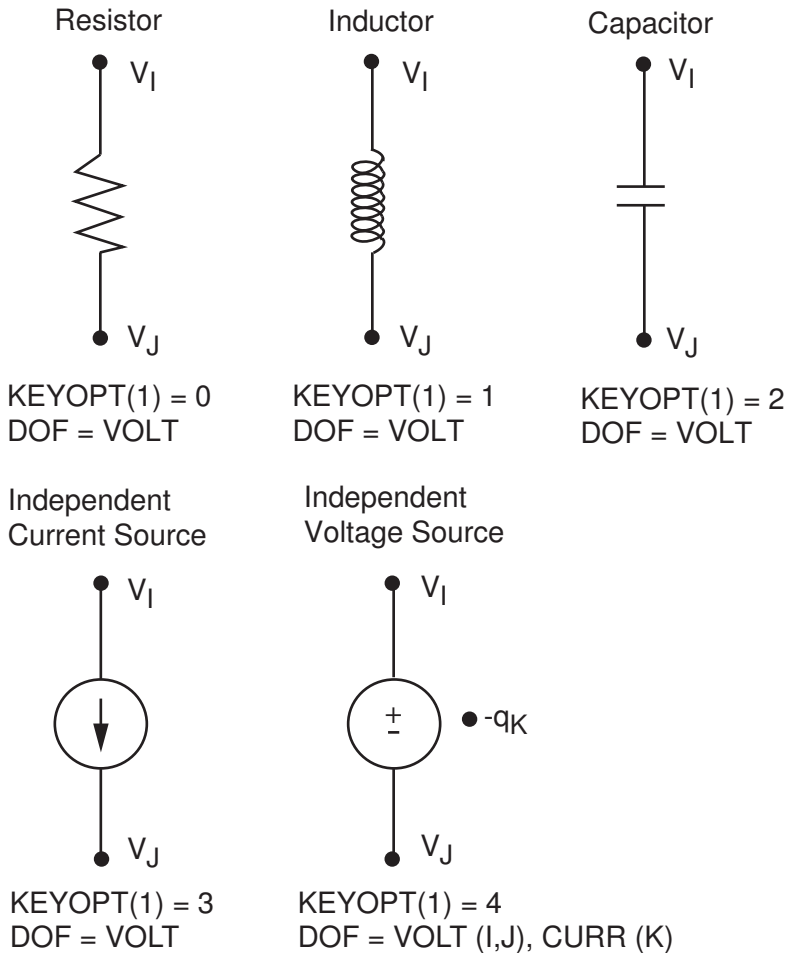 Resistor
V_I
V_J
KEYOPT(1) = 0
DOF = VOLT
Inductor
V_I
V_J
KEYOPT(1) = 1
DOF = VOLT
Capacitor
V_I
V_J
KEYOPT(1) = 2
DOF = VOLT
Independent
Current Source
V_I
V_J
KEYOPT(1) = 3
DOF = VOLT
Independent
Voltage Source
V_I
+
-
-q_K
V_J
KEYOPT(1) = 4
DOF = VOLT (I,J), CURR (K)